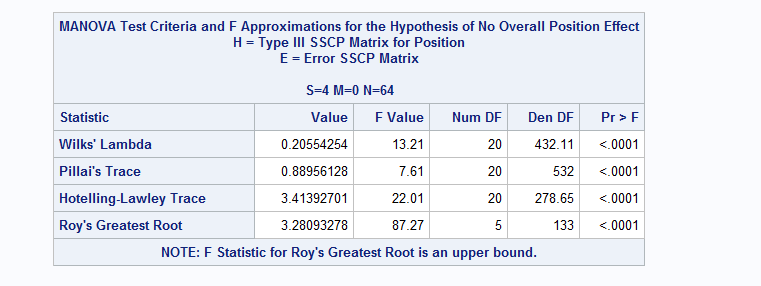 MANOVA Test Criteria and F Approximations for the Hypothesis of No Overall Position Effect
H = Type III SSCP Matrix for Position
E = Error SSCP Matrix
S=4 M=0 N=64
Statistic Value F Value Num DF Den DF Pr > F
Wilks' Lambda 0.20554254 13.21 20 432.11 <.0001
Pillai's Trace 0.88956128 7.61 20 532 <.0001
Hotelling-Lawley Trace 3.41392701 22.01 20 278.65 <.0001
Roy's Greatest Root 3.28093278 87.27 5 133 <.0001
NOTE: F Statistic for Roy's Greatest Root is an upper bound.